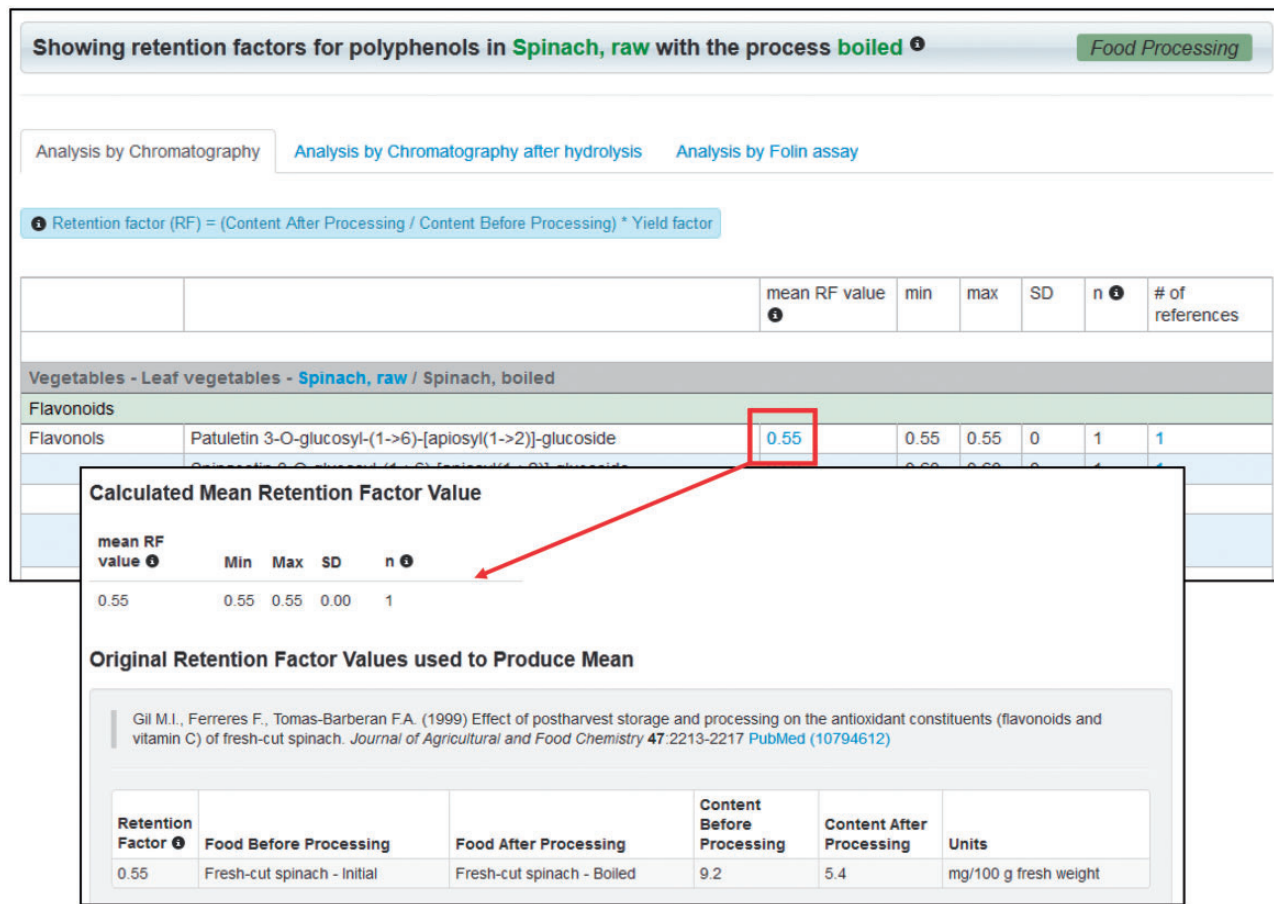 Showing retention factors for polyphenols in Spinach, raw with the process boiled
Food Processing
Analysis by Chromatography Analysis by Chromatography after hydrolysis Analysis by Folin assay
Retention factor (RF) = (Content After Processing / Content Before Processing) * Yield factor
mean RF value min max SD n # of references
Vegetables - Leaf vegetables - Spinach, raw / Spinach, boiled
Flavonoids
Flavonols Patuletin 3-O-glucosyl-(1->6)-[apiosyl(1->2)]-glucoside 0.55 0.55 0.55 0 1 1
Calculated Mean Retention Factor Value
mean RF
value Min Max SD n
0.55 0.55 0.55 0.00 1
Original Retention Factor Values used to Produce Mean
Gil M.I., Ferreres F., Tomas-Barberan F.A. (1999) Effect of postharvest storage and processing on the antioxidant constituents (flavonoids and
vitamin C) of fresh-cut spinach. Journal of Agricultural and Food Chemistry 47:2213-2217 PubMed (10794612)
Retention Factor Food Before Processing Food After Processing Content Before Processing Content After Processing Units
0.55 Fresh-cut spinach - Initial Fresh-cut spinach - Boiled 9.2 5.4 mg/100 g fresh weight